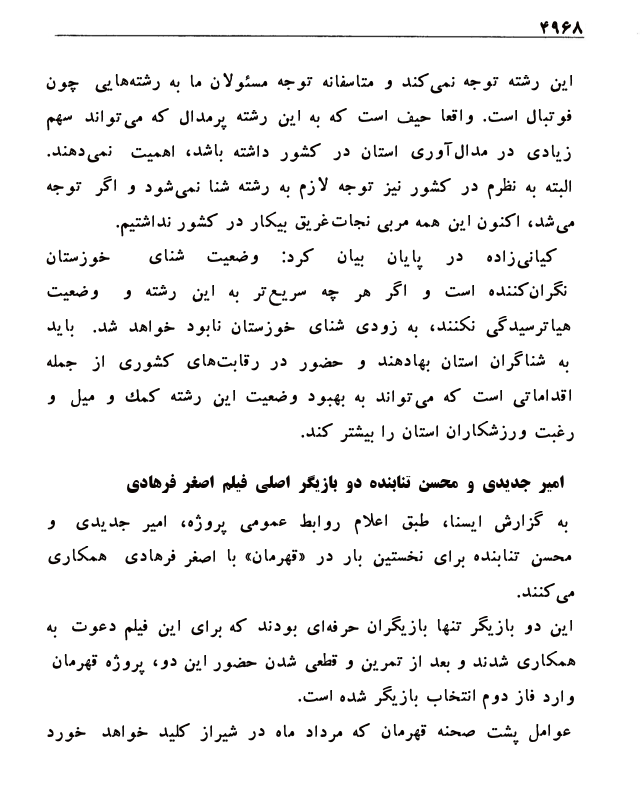 ۴۹۶۸
این رشته توجه نمی‌کند و متاسفانه توجه مسئولان ما به رشته‌هایی چون
فوتبال است. واقعا حیف است که به این رشته پرمدال که می‌تواند سهم
زیادی در مدال‌آوری استان در کشور داشته باشد، اهمیت نمی‌دهند.
البته به نظرم در کشور نیز توجه لازم به رشته شنا نمی‌شود و اگر توجه
می‌شد، اکنون این همه مربی نجات‌غریق بیکار در کشور نداشتیم.
کیانی‌زاده در پایان بیان کرد: وضعیت شنای خوزستان
نگران‌کننده است و اگر هر چه سریع‌تر به این رشته و وضعیت
هیاترسیدگی نکنند، به زودی شنای خوزستان نابود خواهد شد. باید
به شناگران استان بهادهند و حضور در رقابت‌های کشوری از جمله
اقداماتی است که می‌تواند به بهبود وضعیت این رشته کمك و میل و
رغبت ورزشکاران استان را بیشتر کند.
امیر جدیدی و محسن تنابنده دو بازیگر اصلی فیلم اصغر فرهادی
به گزارش ایسنا، طبق اعلام روابط عمومی پروژه، امیر جدیدی و
محسن تنابنده برای نخستین بار در «قهرمان» با اصغر فرهادی همکاری
می‌کنند.
این دو بازیگر تنها بازیگران حرفه‌ای بودند که برای این فیلم دعوت به
همکاری شدند و بعد از تمرین و قطعی شدن حضور این دو، پروژه قهرمان
وارد فاز دوم انتخاب بازیگر شده است.
عوامل پشت صحنه قهرمان که مرداد ماه در شیراز کلید خواهد خورد